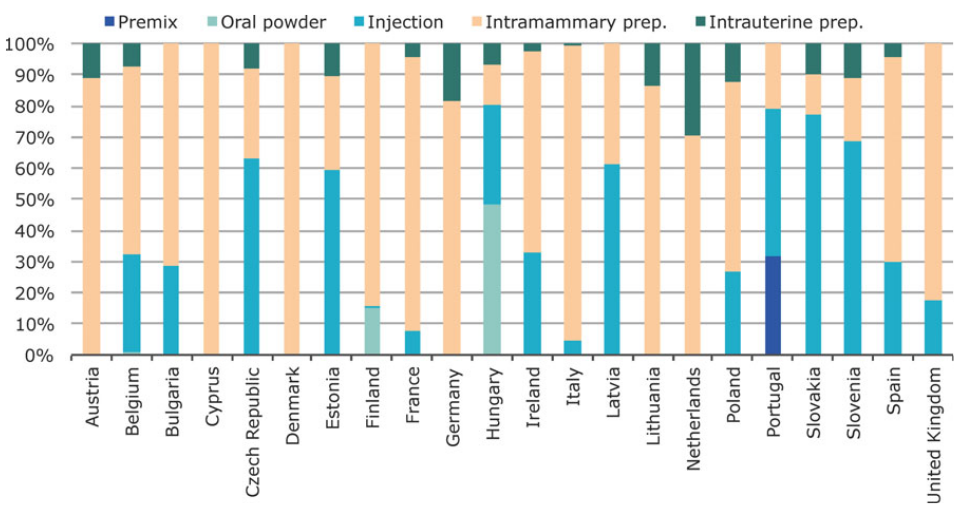 Premix Oral powder Injection Intramammary prep. Intrauterine prep.
100%
90%
80%
70%
60%
50%
40%
30%
20%
10%
0%
Austria
Belgium
Bulgaria
Cyprus
Czech Republic
Denmark
Estonia
Finland
France
Germany
Hungary
Ireland
Italy
Latvia
Lithuania
Netherlands
Poland
Portugal
Slovakia
Slovenia
Spain
United Kingdom